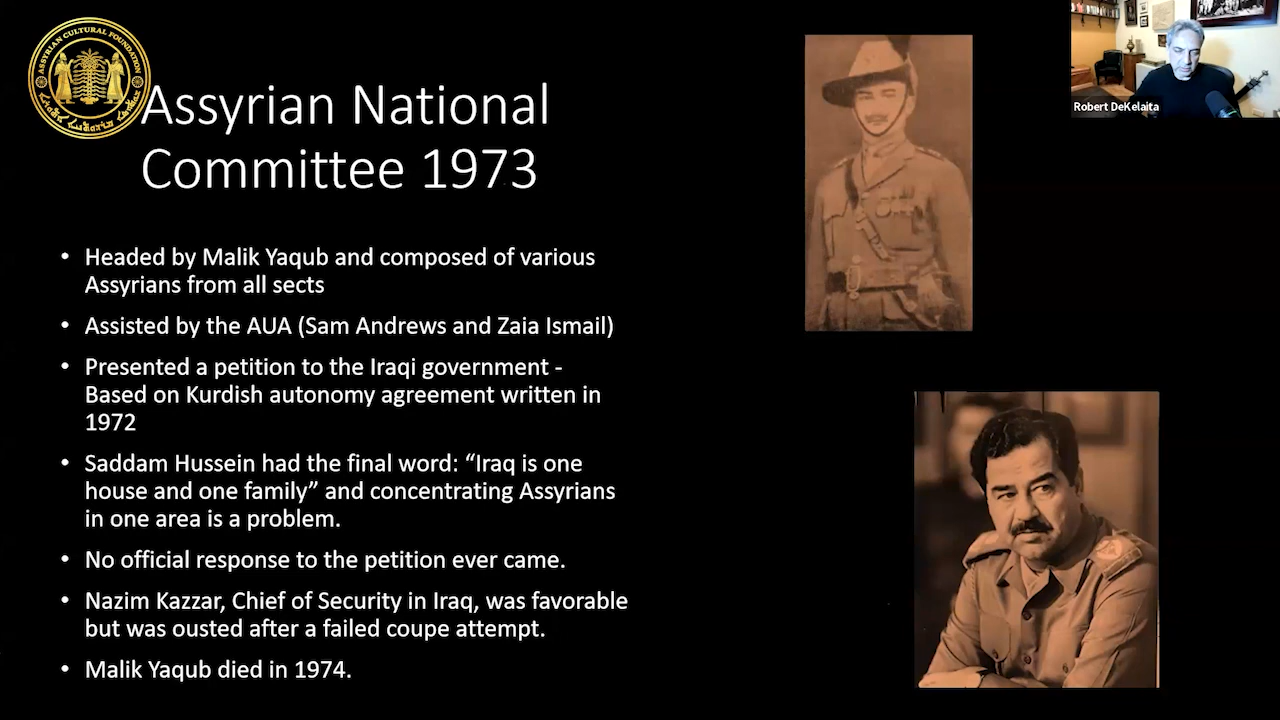 ASSYRIAN CULTURAL FOUNDATION
Assyrian National
Committee 1973
• Headed by Malik Yaqub and composed of various
Assyrians from all sects
• Assisted by the AUA (Sam Andrews and Zaia Ismail)
• Presented a petition to the Iraqi government -
Based on Kurdish autonomy agreement written in
1972
• Saddam Hussein had the final word: “Iraq is one
house and one family” and concentrating Assyrians
in one area is a problem.
• No official response to the petition ever came.
• Nazim Kazzar, Chief of Security in Iraq, was favorable
but was ousted after a failed coupe attempt.
• Malik Yaqub died in 1974.
Robert DeKelaita